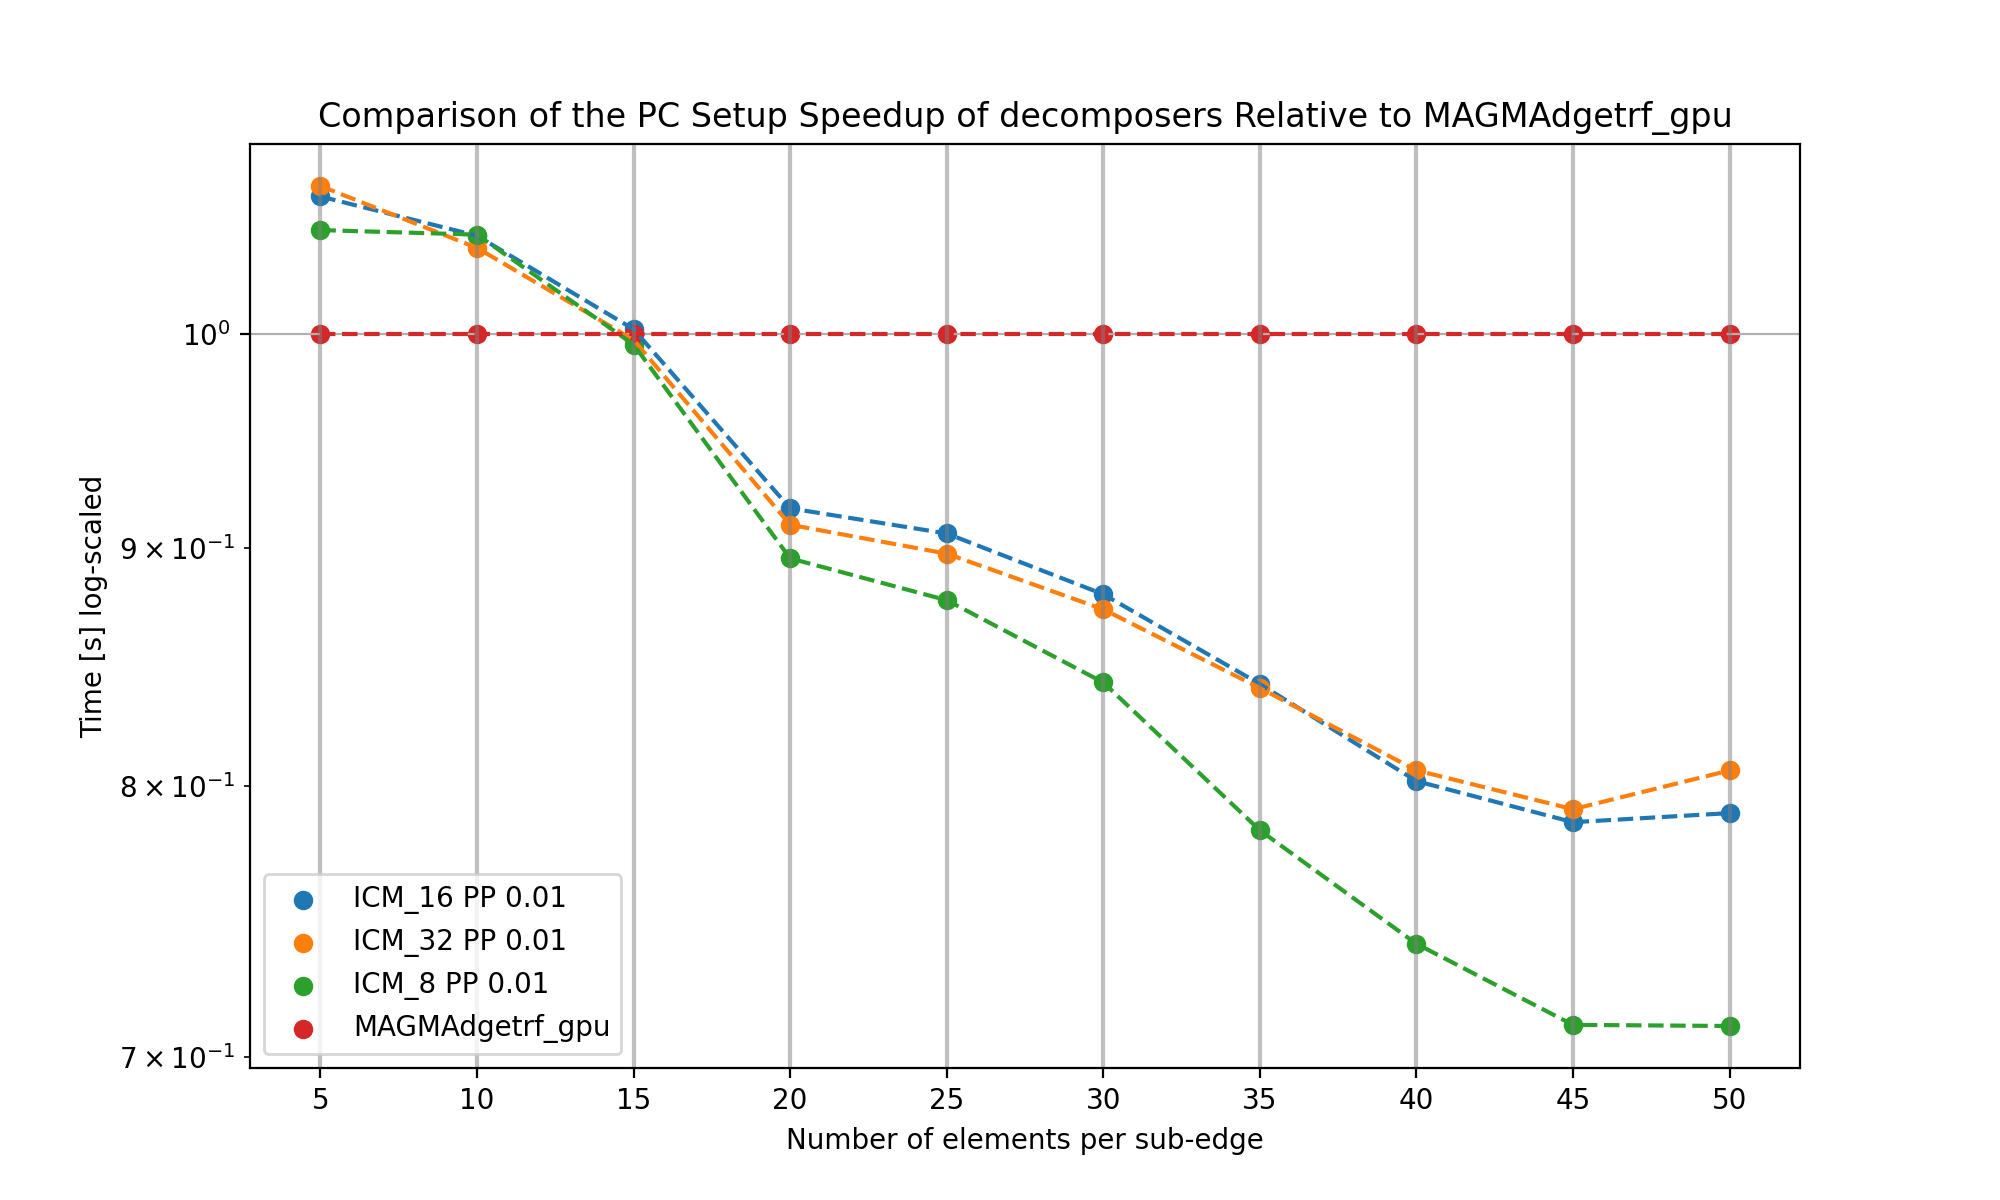 Comparison of the PC Setup Speedup of decomposers Relative to MAGMAdgetrf_gpu
Time [s] log-scaled
10⁰
9 × 10⁻¹
8 × 10⁻¹
7 × 10⁻¹
ICM_16 PP 0.01
ICM_32 PP 0.01
ICM_8 PP 0.01
MAGMAdgetrf_gpu
5 10 15 20 25 30 35 40 45 50
Number of elements per sub-edge